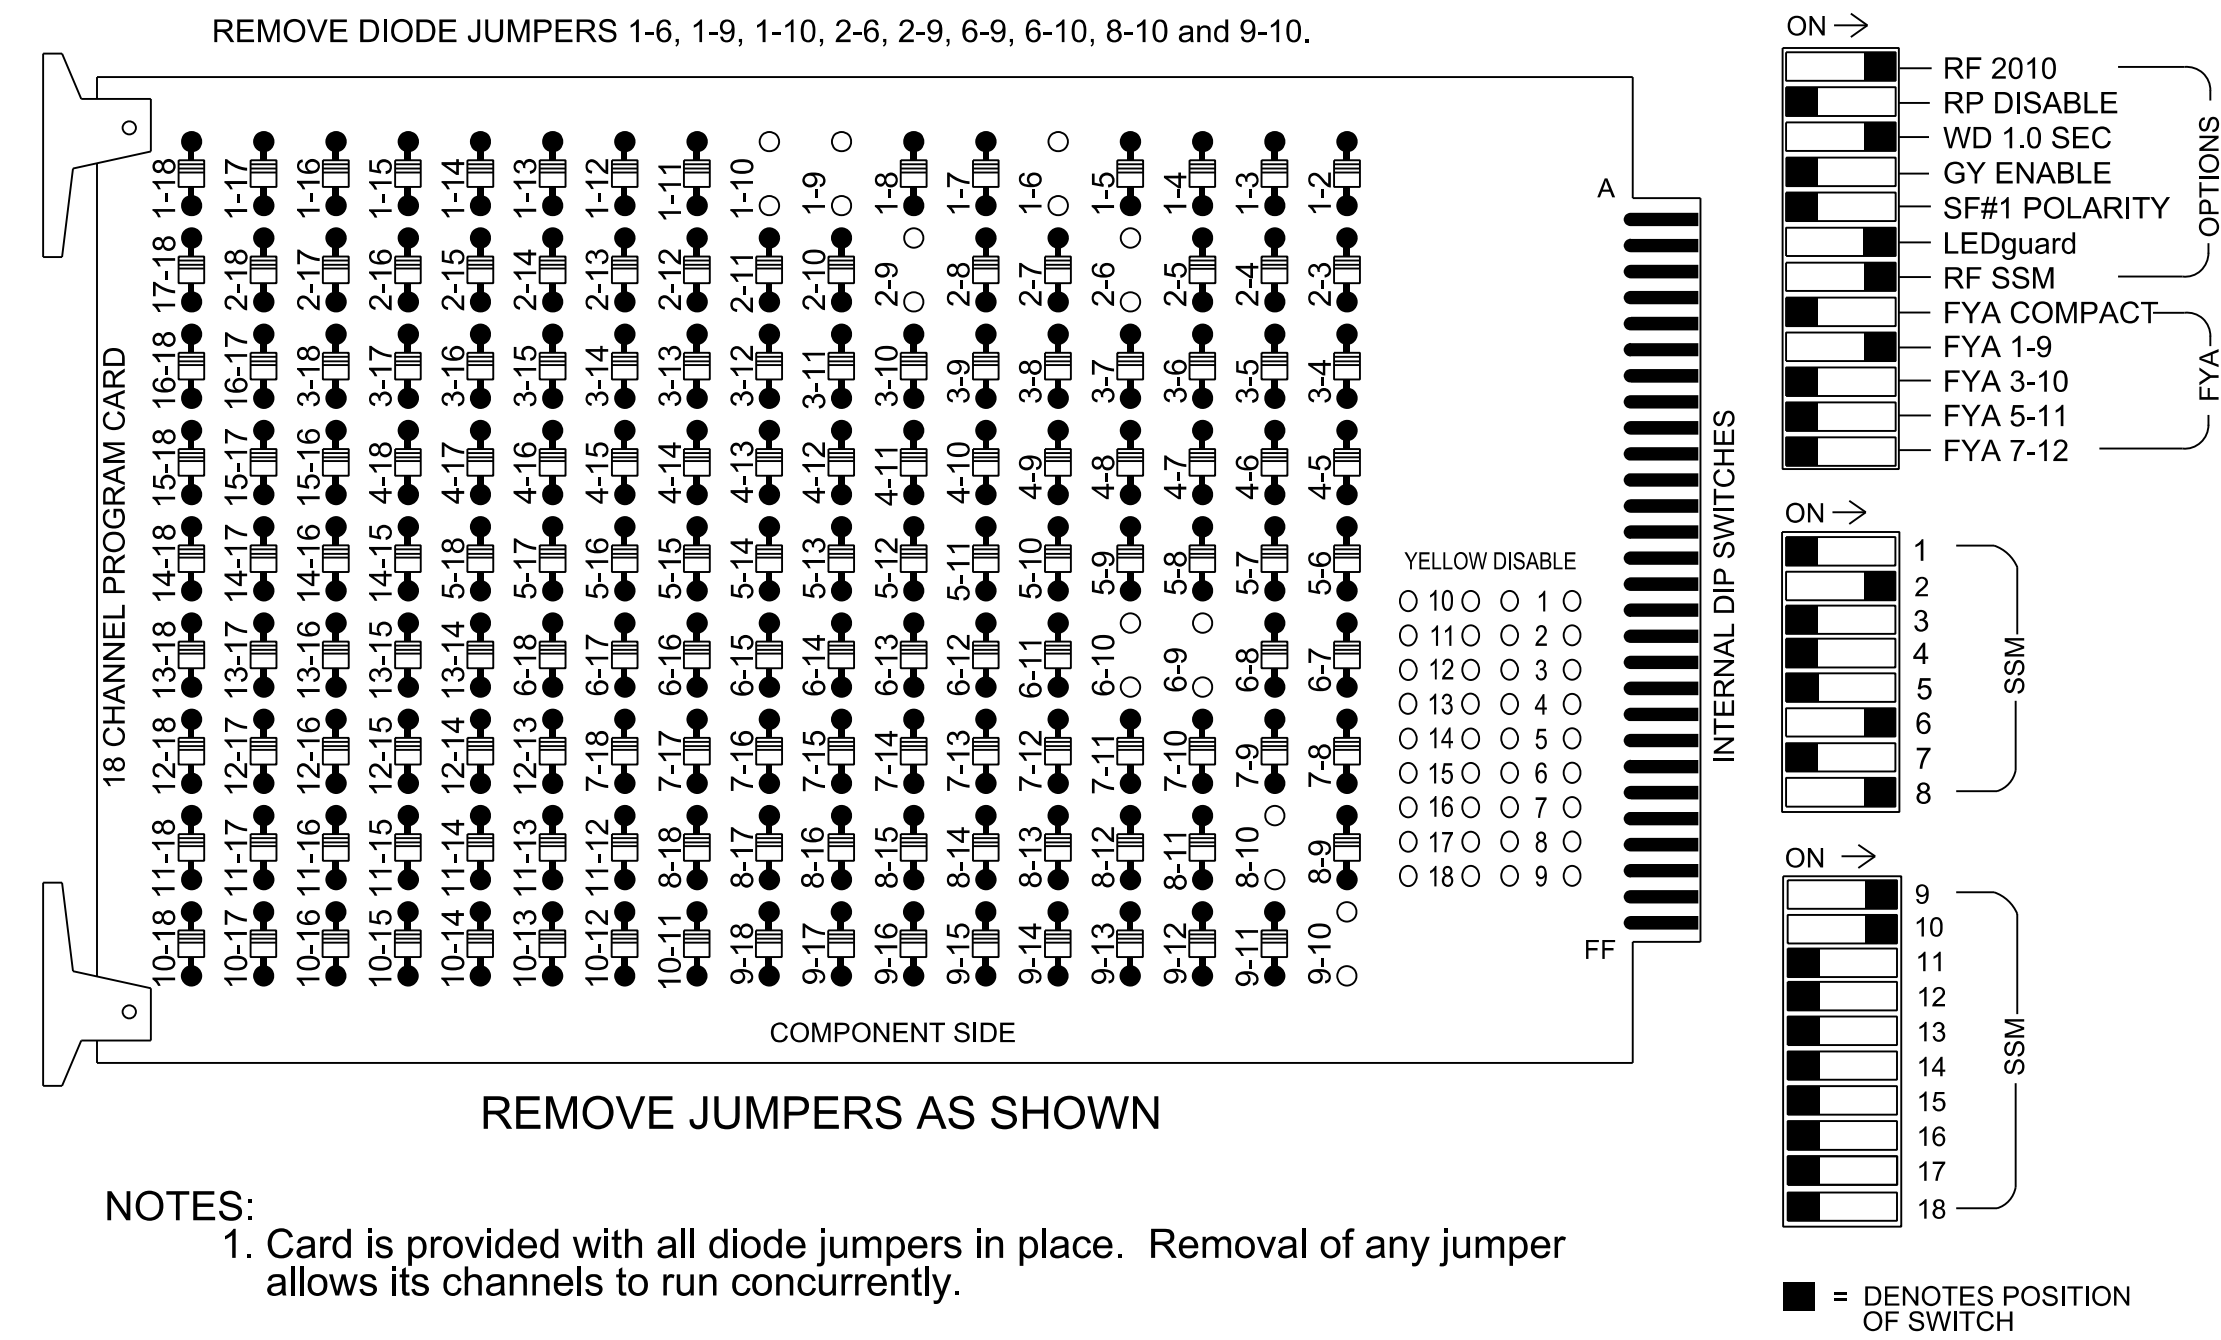 REMOVE DIODE JUMPERS 1-6, 1-9, 1-10, 2-6, 2-9, 6-9, 6-10, 8-10 and 9-10.
18 CHANNEL PROGRAM CARD
1-18 1-17 1-16 1-15 1-14 1-13 1-12 1-11 1-10 1-9 1-8 1-7 1-6 1-5 1-4 1-3 1-2
17-18 2-18 2-17 2-16 2-15 2-14 2-13 2-12 2-11 2-10 2-9 2-8 2-7 2-6 2-5 2-4 2-3
16-18 16-17 3-18 3-17 3-16 3-15 3-14 3-13 3-12 3-11 3-10 3-9 3-8 3-7 3-6 3-5 3-4
15-18 15-17 15-16 4-18 4-17 4-16 4-15 4-14 4-13 4-12 4-11 4-10 4-9 4-8 4-7 4-6 4-5
14-18 14-17 14-16 14-15 5-18 5-17 5-16 5-15 5-14 5-13 5-12 5-11 5-10 5-9 5-8 5-7 5-6
13-18 13-17 13-16 13-15 13-14 6-18 6-17 6-16 6-15 6-14 6-13 6-12 6-11 6-10 6-9 6-8 6-7
12-18 12-17 12-16 12-15 12-14 12-13 7-18 7-17 7-16 7-15 7-14 7-13 7-12 7-11 7-10 7-9 7-8
11-18 11-17 11-16 11-15 11-14 11-13 11-12 8-18 8-17 8-16 8-15 8-14 8-13 8-12 8-11 8-10 8-9
10-18 10-17 10-16 10-15 10-14 10-13 10-12 10-11 9-18 9-17 9-16 9-15 9-14 9-13 9-12 9-11 9-10
A
YELLOW DISABLE
10 1
11 2
12 3
13 4
14 5
15 6
16 7
17 8
18 9
FF
COMPONENT SIDE
INTERNAL DIP SWITCHES
ON
RF 2010
RP DISABLE
WD 1.0 SEC
GY ENABLE
SF#1 POLARITY
LEDguard
RF SSM
OPTIONS
FYA COMPACT
FYA 1-9
FYA 3-10
FYA 5-11
FYA 7-12
FYA
ON
1
2
3
4
5
6
7
8
SSM
ON
9
10
11
12
13
14
15
16
17
18
SSM
REMOVE JUMPERS AS SHOWN
NOTES:
1. Card is provided with all diode jumpers in place. Removal of any jumper
allows its channels to run concurrently.
= DENOTES POSITION
OF SWITCH